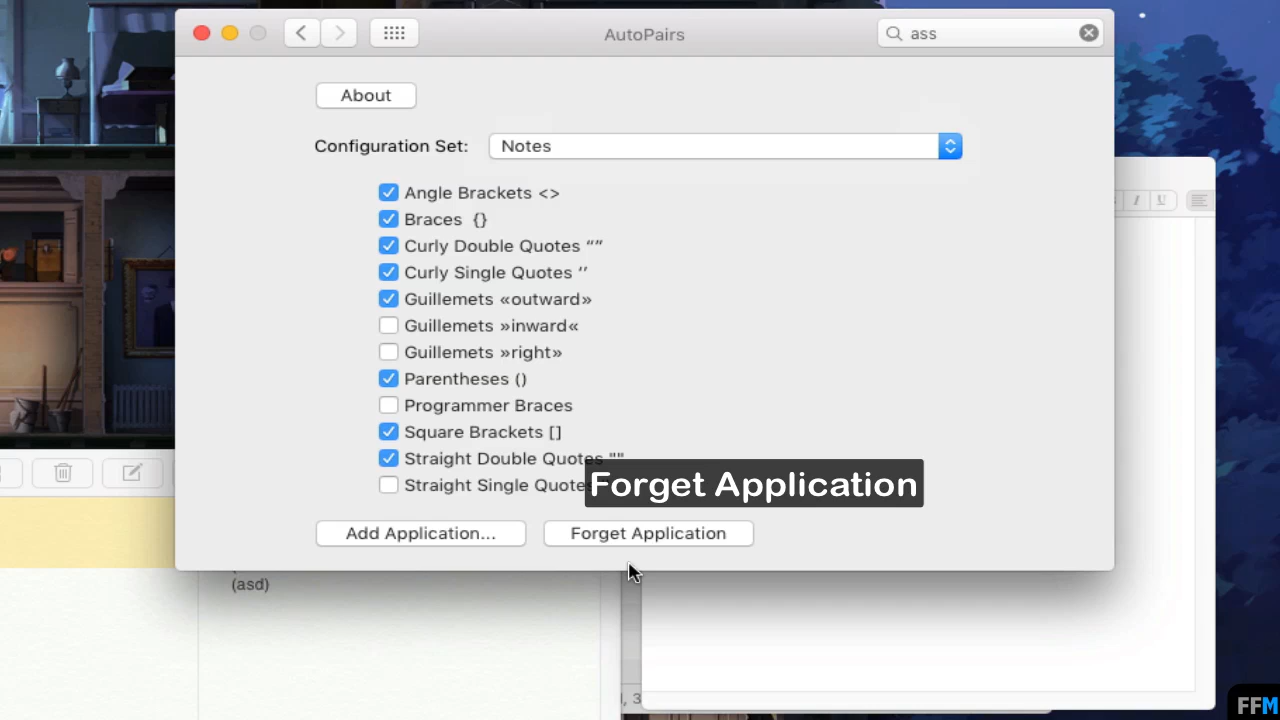 AutoPairs
ass
About
Configuration Set:
Notes
Angle Brackets <>
Braces {}
Curly Double Quotes “”
Curly Single Quotes ‘’
Guillemets «outward»
Guillemets »inward«
Guillemets »right»
Parentheses ()
Programmer Braces
Square Brackets []
Straight Double Quotes ""
Straight Single Quotes
Forget Application
Add Application...
Forget Application
I
U
(asd)
, 3
FFM